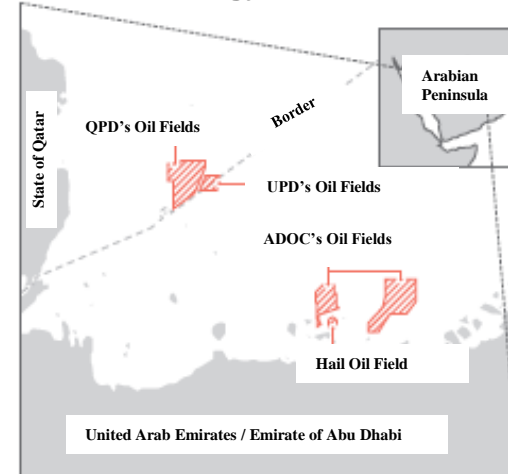 Arabian
Peninsula
Border
QPD's Oil Fields
State of Qatar
UPD's Oil Fields
ADOC's Oil Fields
Hail Oil Field
United Arab Emirates / Emirate of Abu Dhabi